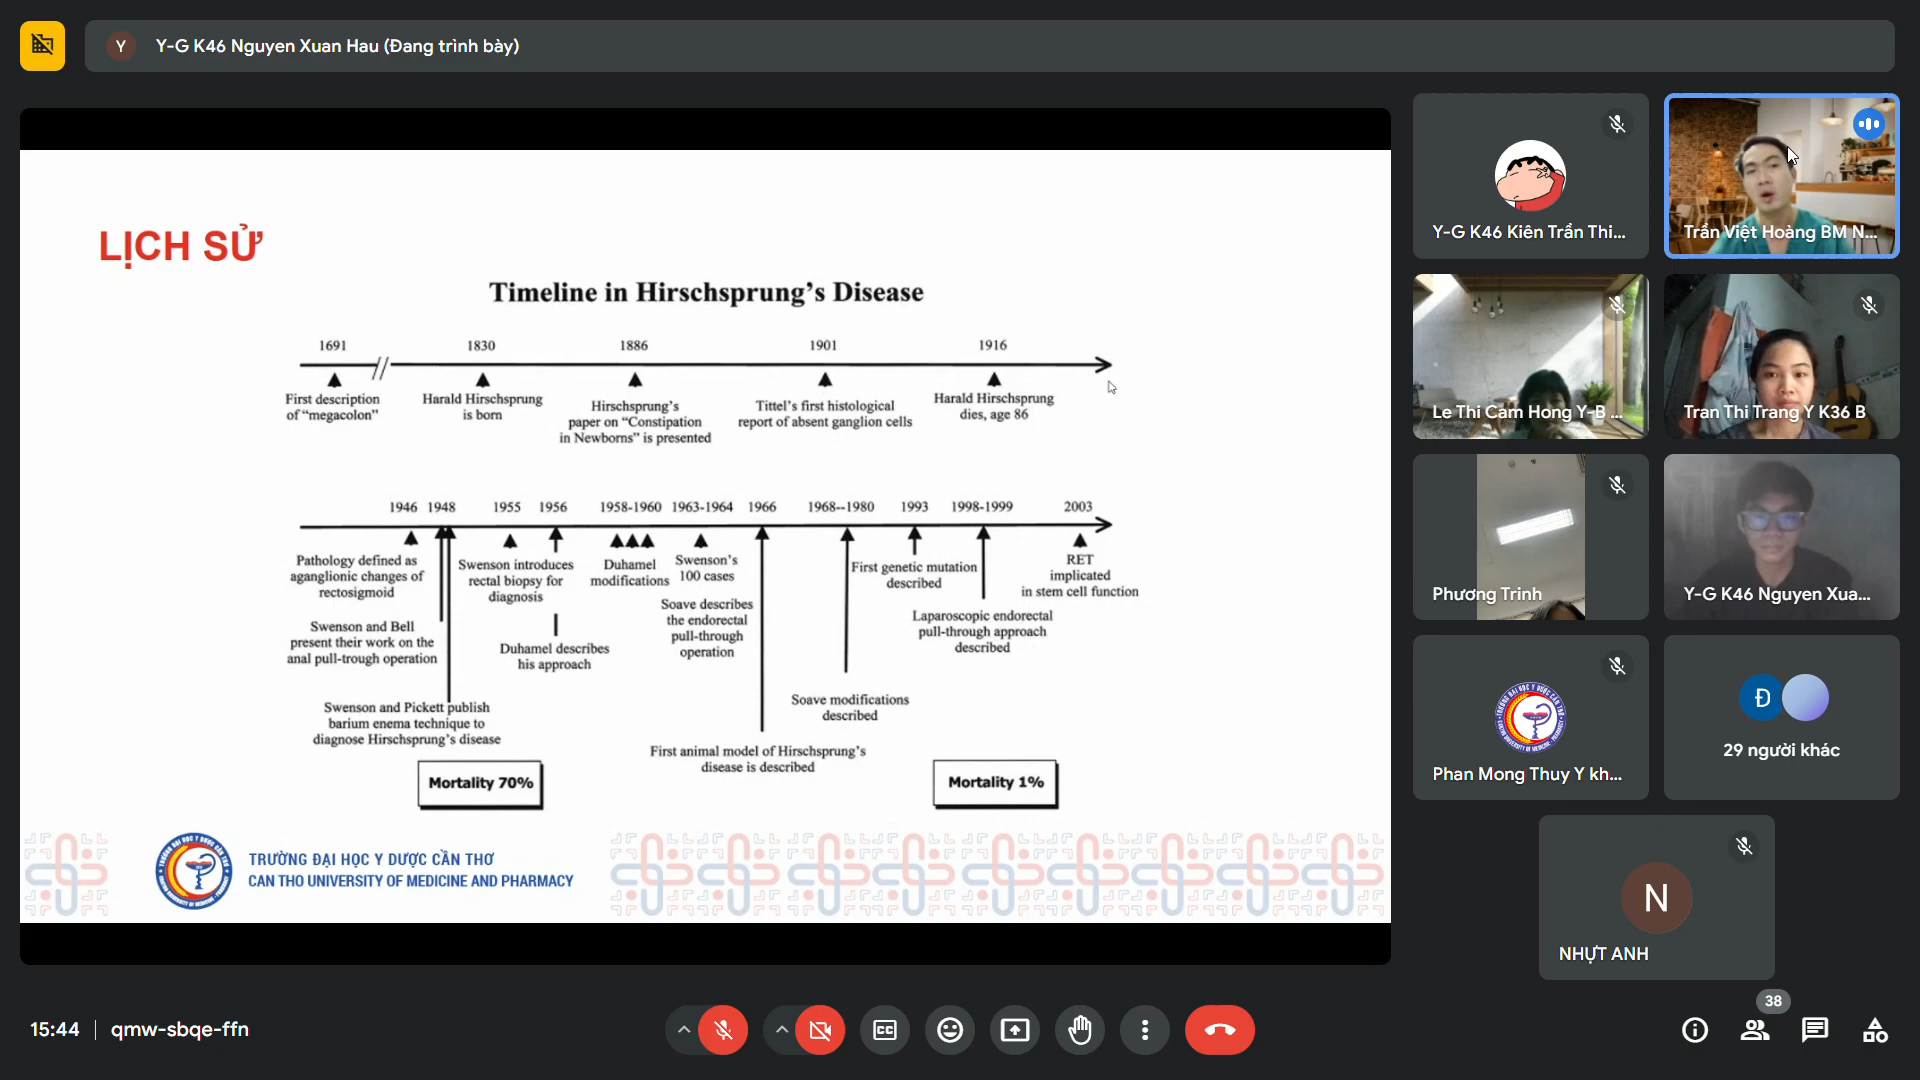 Y
Y-G K46 Nguyen Xuan Hau (Đang trình bày)
LỊCH SỬ
Timeline in Hirschsprung's Disease
1691 1830 1886 1901 1916
First description
of "megacolon"
Harald Hirschsprung
is born
Hirschsprung's
paper on "Constipation
in Newborns" is presented
Tittel's first histological
report of absent ganglion cells
Harald Hirschsprung
dies, age 86
1946 1948 1955 1956 1958-1960 1963-1964 1966 1968--1980 1993 1998-1999 2003
Pathology defined as
aganglionic changes of
rectosigmoid
Swenson and Bell
present their work on the
anal pull-trough operation
Swenson and Pickett publish
barium enema technique to
diagnose Hirschsprung's disease
Swenson introduces
rectal biopsy for
diagnosis
Duhamel describes
his approach
Duhamel
modifications
Swenson's
100 cases
Soave describes
the endorectal
pull-through
operation
First animal model of Hirschsprung's
disease is described
Soave modifications
described
First genetic mutation
described
Laparoscopic endorectal
pull-through approach
described
RET
implicated
in stem cell function
Mortality 70%
Mortality 1%
TRƯỜNG ĐẠI HỌC Y DƯỢC CẦN THƠ
CAN THO UNIVERSITY OF MEDICINE AND PHARMACY
Y-G K46 Kiên Trần Thi...
Trần Việt Hoàng BM N...
Le Thi Cam Hong Y-B ...
Tran Thi Trang Y K36 B
Phương Trinh
Y-G K46 Nguyen Xua...
Phan Mong Thuy Y kh...
Đ
29 người khác
N
NHỰT ANH
15:44 | qmw-sbqe-ffn
CC
38